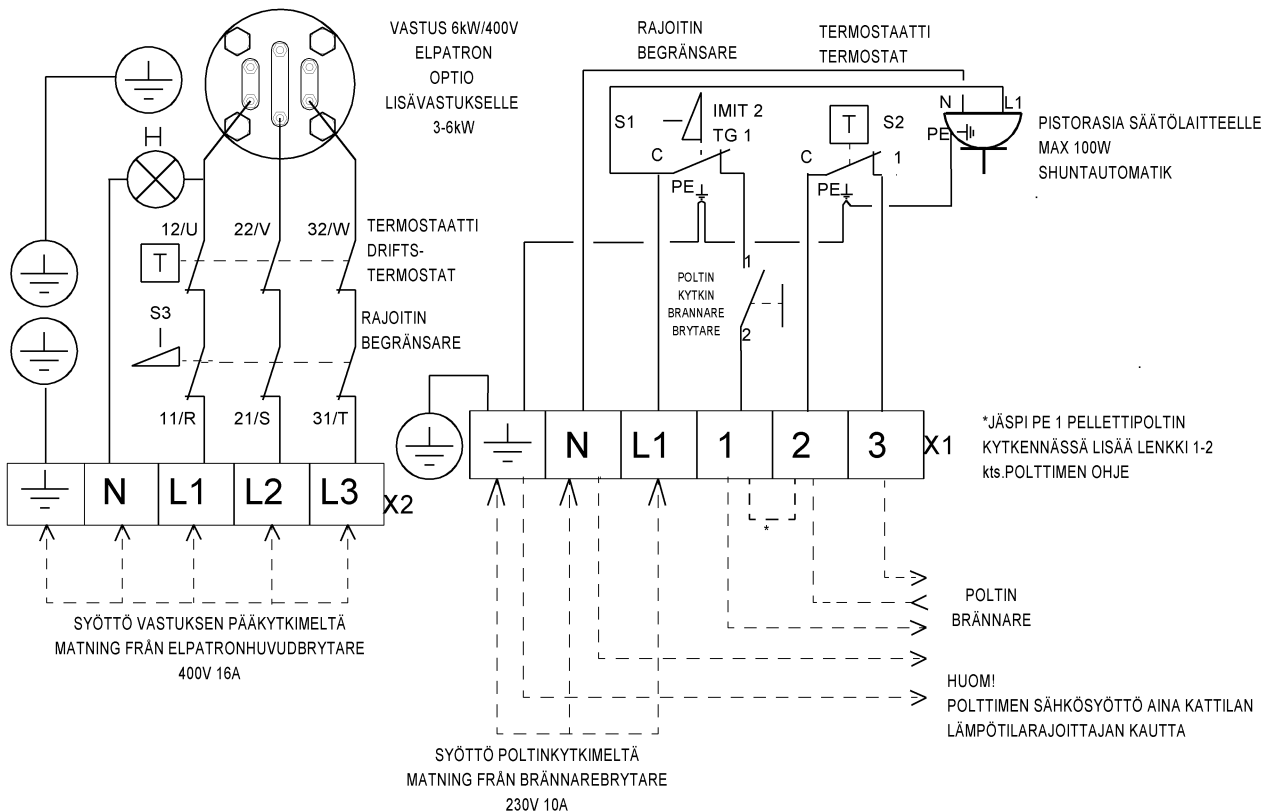 VASTUS 6kW/400V
ELPATRON
OPTIO
LISÄVASTUKSELLE
3-6kW
H
12/U
22/V
32/W
TERMOSTAATTI
DRIFTS-
TERMOSTAT
T
S3
RAJOITIN
BEGRÄNSARE
11/R
21/S
31/T
N
L1
L2
L3
X2
SYÖTTÖ VASTUKSEN PÄÄKYTKIMELTÄ
MATNING FRÅN ELPATRONHUVUDBRYTARE
400V 16A
RAJOITIN
BEGRÄNSARE
TERMOSTAATTI
TERMOSTAT
S1
IMIT 2
TG 1
C
PE
T
S2
C
1
PE
N
L1
PE
PISTORASIA SÄÄTÖLAITTEELLE
MAX 100W
SHUNTAUTOMATIK
POLTIN
KYTKIN
BRANNARE
BRYTARE
1
2
N
L1
1
2
3
X1
*
*JÄSPI PE 1 PELLETTIPOLTIN
KYTKENNÄSSÄ LISÄÄ LENKKI 1-2
kts.POLTTIMEN OHJE
POLTIN
BRÄNNARE
HUOM!
POLTTIMEN SÄHKÖSYÖTTÖ AINA KATTILAN
LÄMPÖTILARAJOITTAJAN KAUTTA
SYÖTTÖ POLTINKYTKIMELTÄ
MATNING FRÅN BRÄNNAREBRYTARE
230V 10A